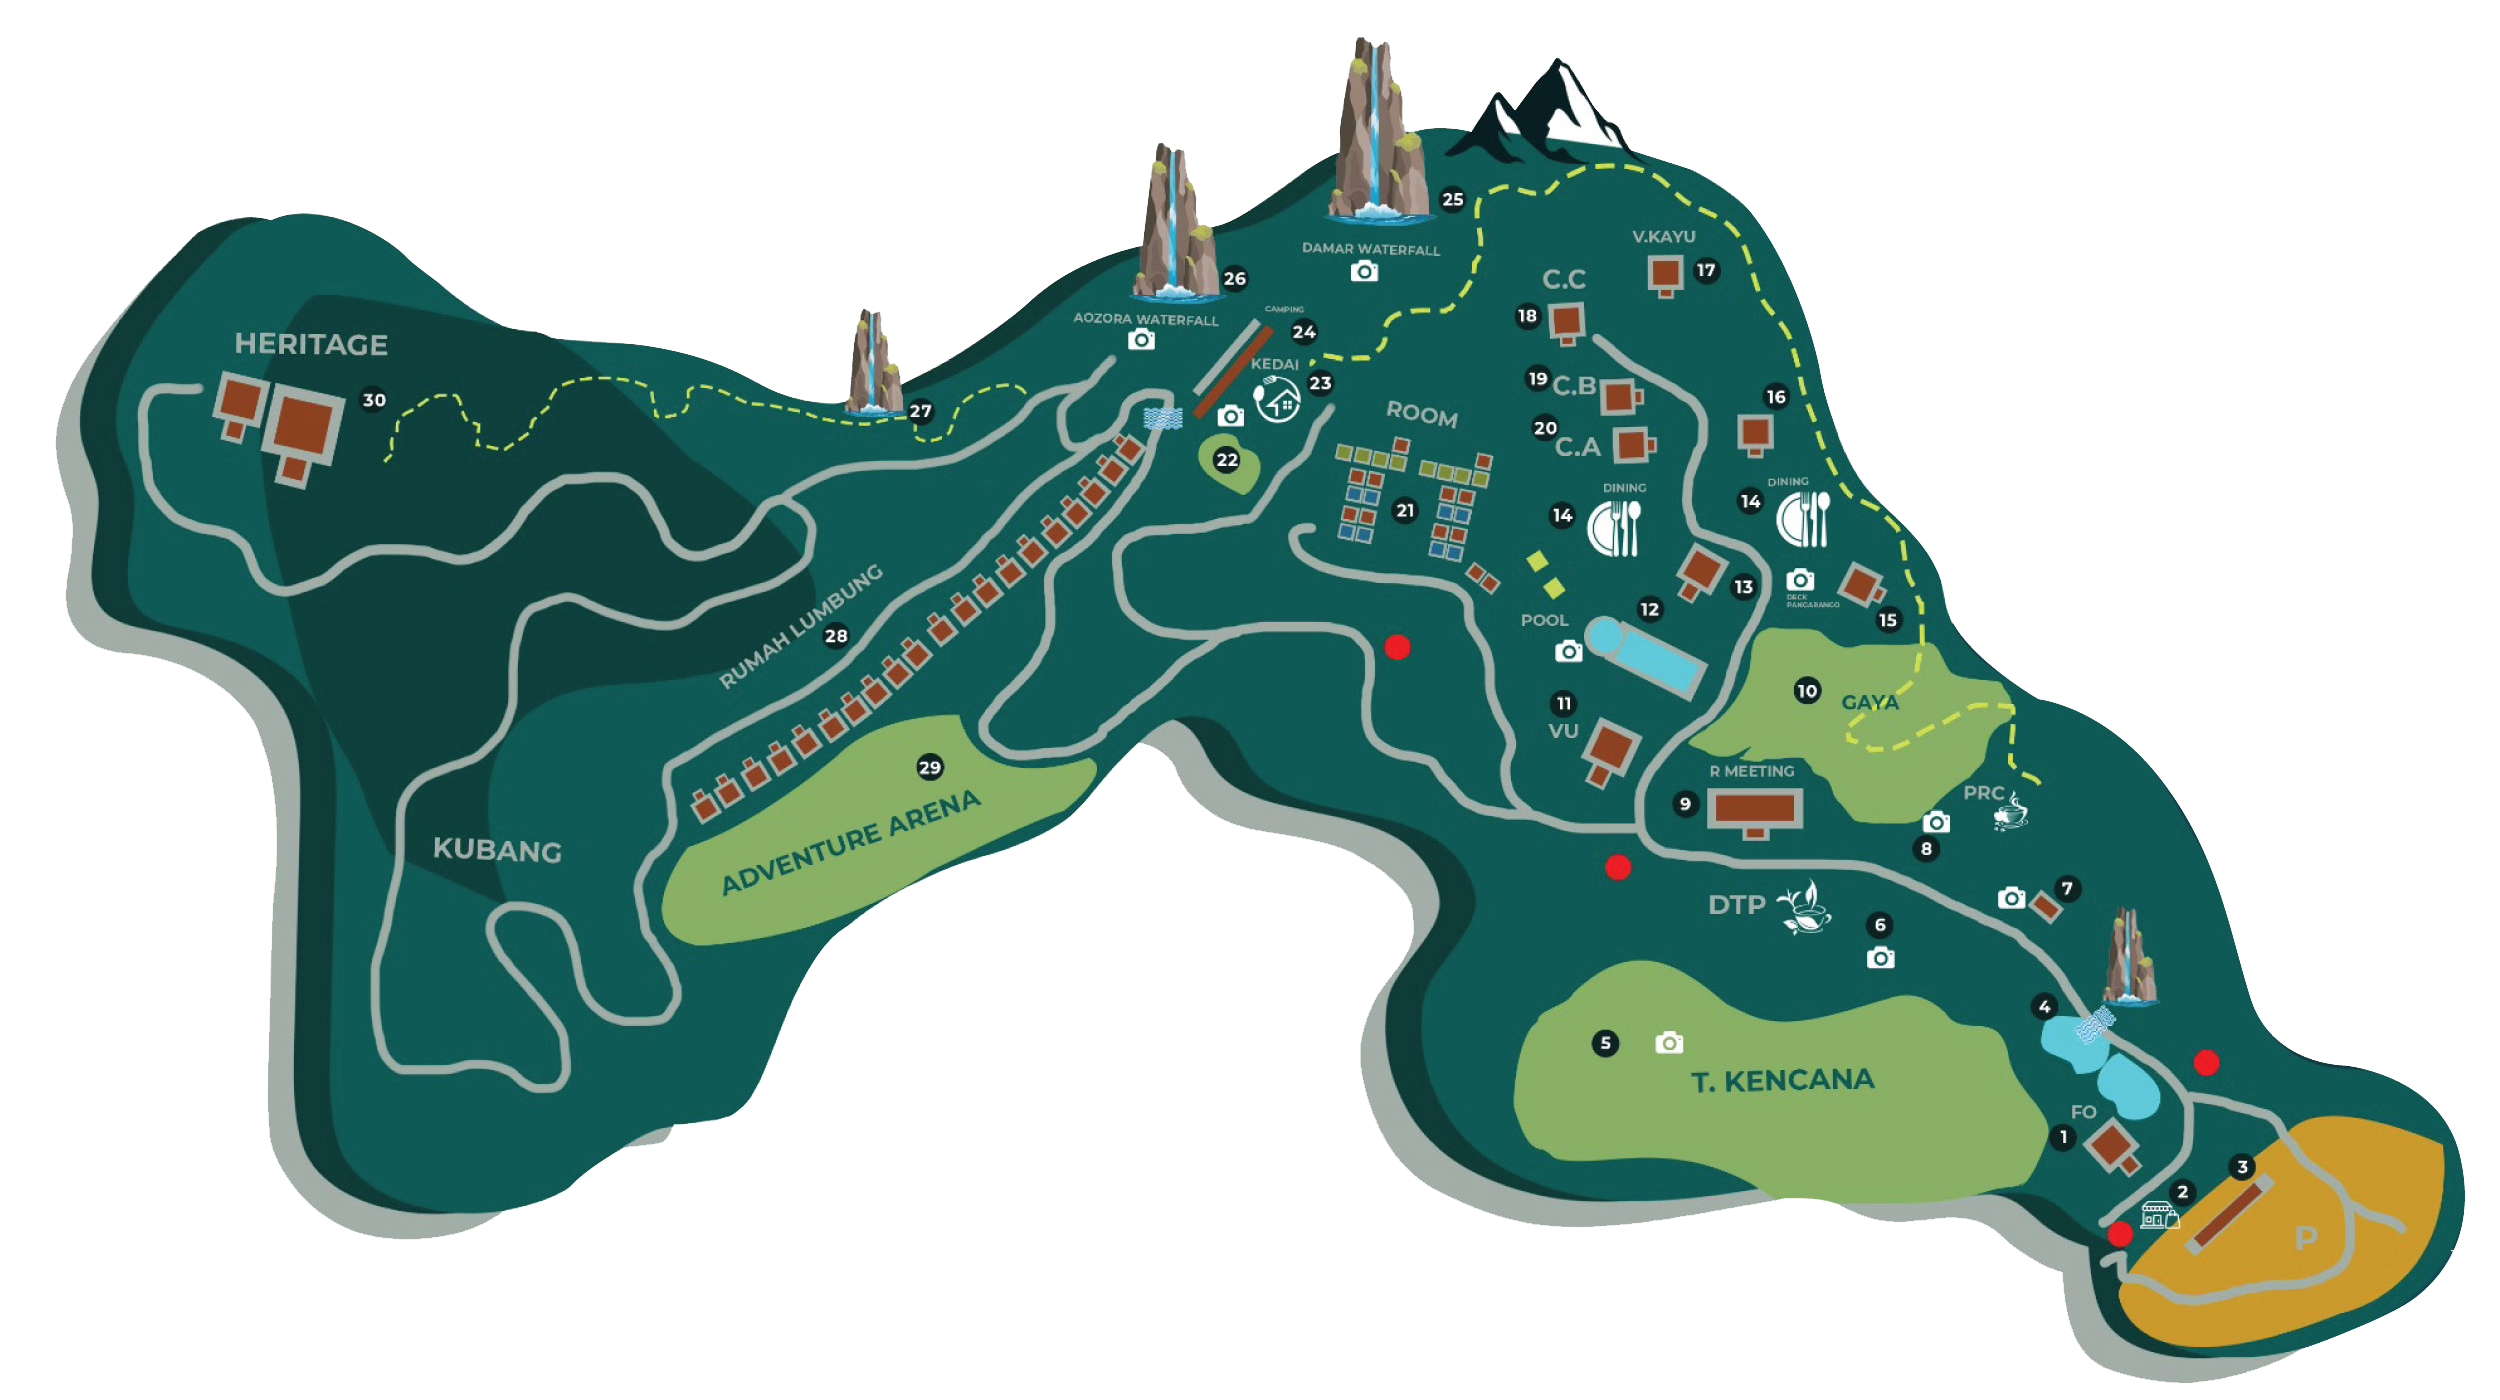 25
V.KAYU
DAMAR WATERFALL
17
26
C.C
CAMPING
18
AOZORA WATERFALL
24
HERITAGE
KEDAI
23
19
C.B
16
30
27
ROOM
20
C.A
22
DINING
14
DINING
14
21
13
DECK
PANGARANGO
12
POOL
15
RUMAH LUMBUNG
28
10
GAYA
11
VU
29
ADVENTURE ARENA
R MEETING
9
PRC
8
KUBANG
7
DTP
6
4
5
T. KENCANA
FO
1
3
2
P